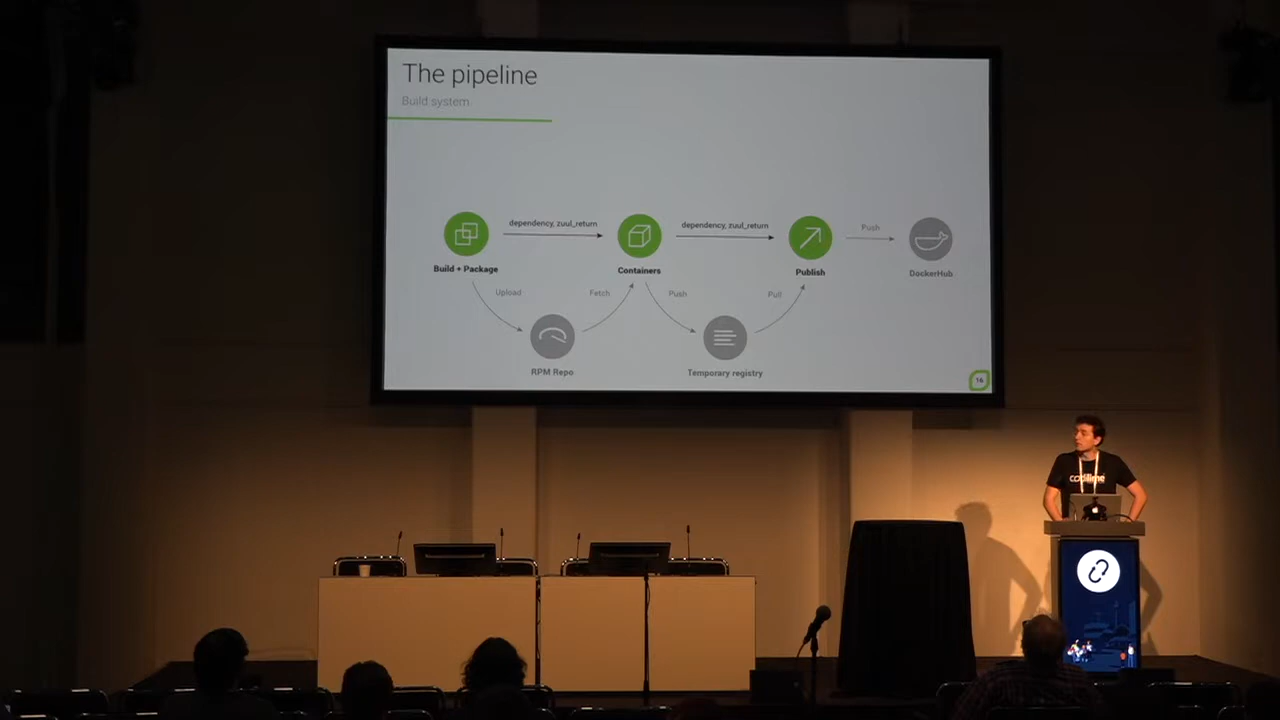 The pipeline
Build system
dependency, zuul_return
dependency, zuul_return
Push
Build + Package
Containers
Publish
DockerHub
Upload
Fetch
Push
Pull
RPM Repo
Temporary registry
16
codilime